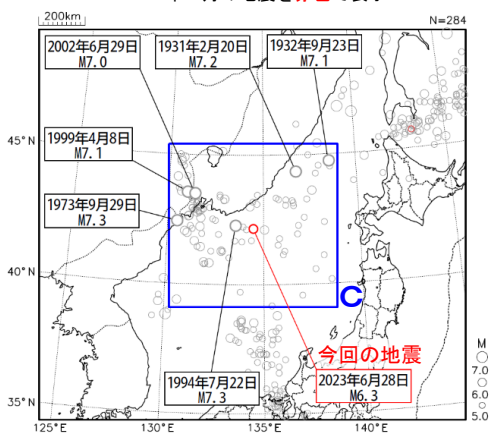 200km
N=284
2002年6月29日
M7.0
1931年2月20日
M7.2
1932年9月23日
M7.1
45°N
1999年4月8日
M7.1
1973年9月29日
M7.3
40°N
C
今回の地震
1994年7月22日
M7.3
2023年6月28日
M6.3
M
7.0
6.0
5.0
35°N
125°E
130°E
135°E
140°E